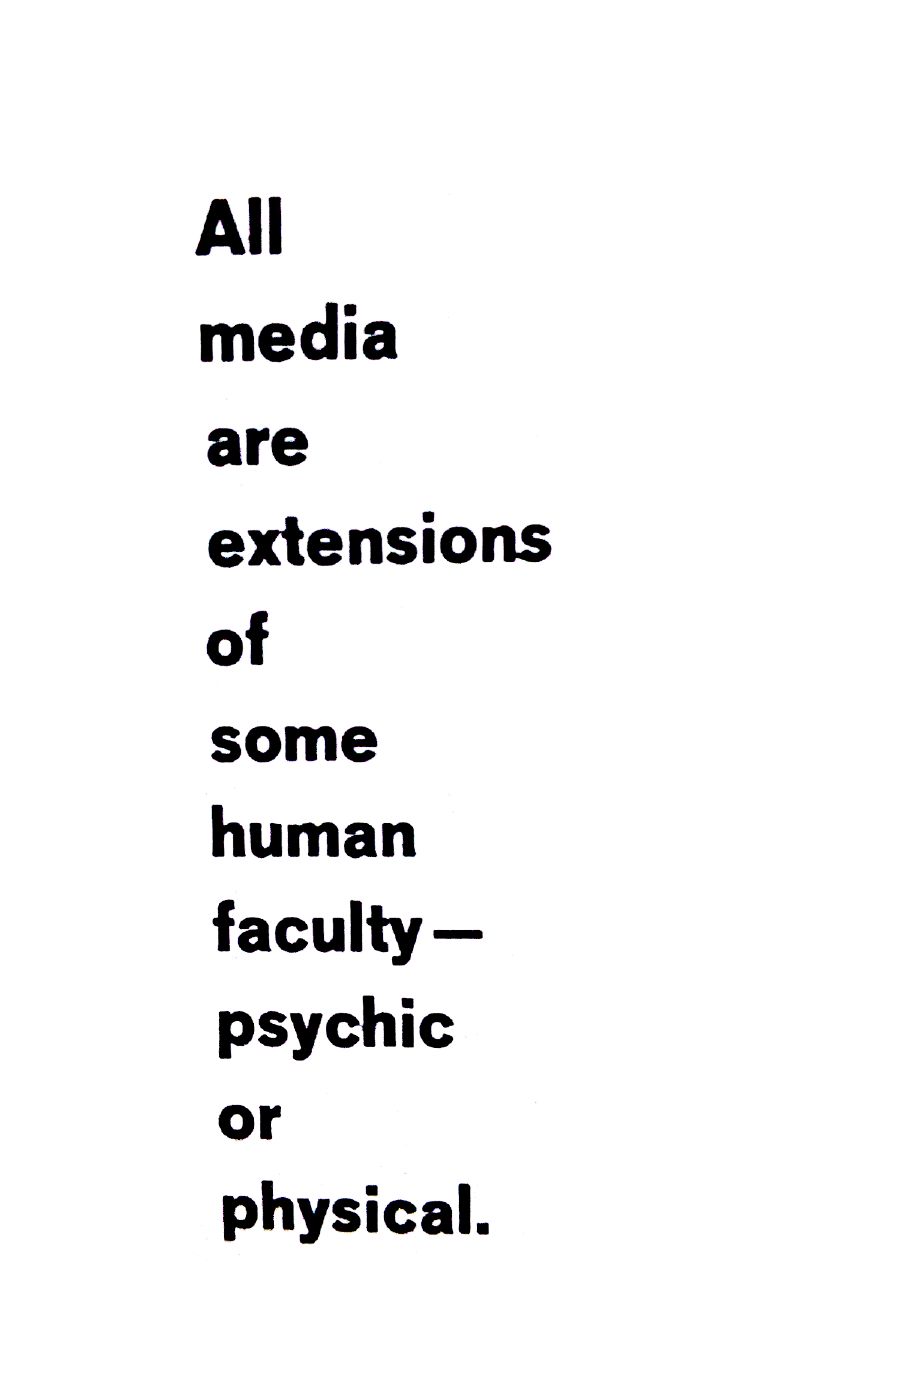 All
media
are
extensions
of
some
human
faculty—
psychic
or
physical.